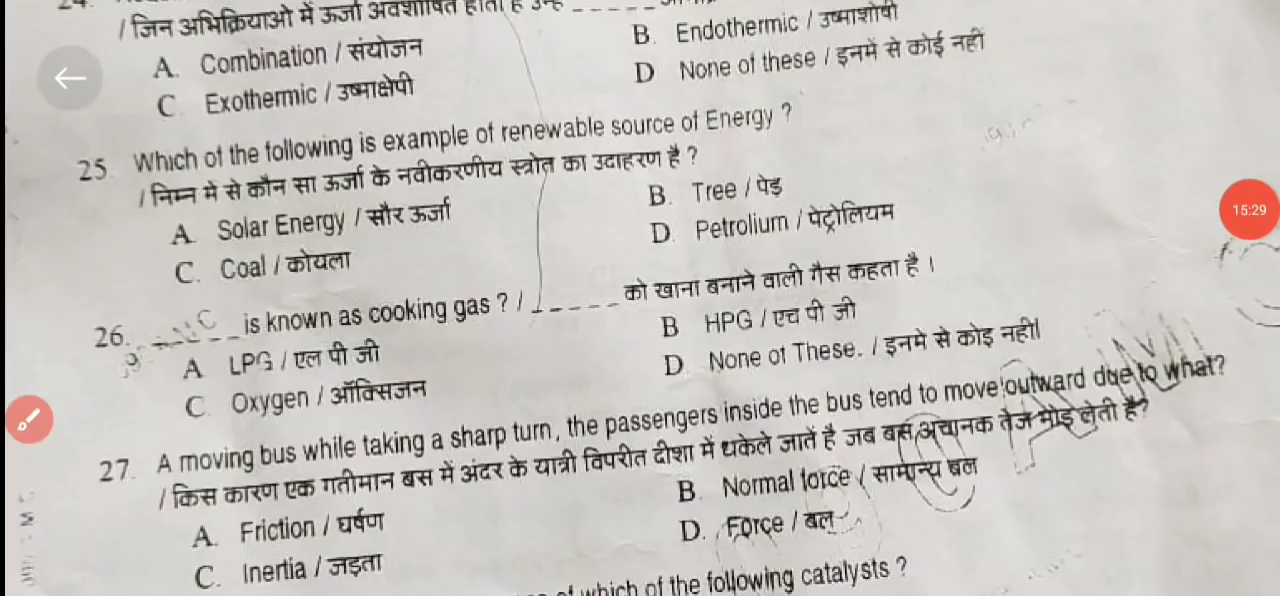 / जिन अभिक्रियाओ में ऊर्जा अवशोषित होती है उन्हे
A. Combination / संयोजन
B. Endothermic / उष्माशोषी
C. Exothermic / उष्माक्षेपी
D None of these / इनमें से कोई नहीं
25. Which of the following is example of renewable source of Energy ?
/ निम्न मे से कौन सा ऊर्जा के नवीकरणीय स्त्रोत का उदाहरण है ?
A. Solar Energy / सौर ऊर्जा
B. Tree / पेड़
C. Coal / कोयला
D. Petrolium / पेट्रोलियम
26. ______ is known as cooking gas ? / ______ को खाना बनाने वाली गैस कहता है ।
A LPG / एल पी जी
B HPG / एच पी जी
C. Oxygen / ऑक्सिजन
D. None of These. / इनमे से कोइ नही।
27. A moving bus while taking a sharp turn, the passengers inside the bus tend to move outward due to what?
/ किस कारण एक गतीमान बस में अंदर के यात्री विपरीत दीशा में धकेले जातें है जब बस अचानक तेज मोड़ लेती है?
A. Friction / घर्षण
B. Normal force / सामान्य बल
C. Inertia / जड़ता
D. Force / बल
of which of the following catalysts ?
15:29